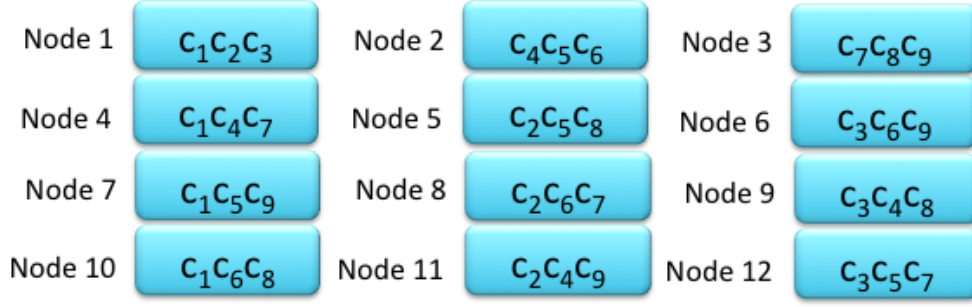 Node 1 C₁C₂C₃ Node 2 C₄C₅C₆ Node 3 C₇C₈C₉
Node 4 C₁C₄C₇ Node 5 C₂C₅C₈ Node 6 C₃C₆C₉
Node 7 C₁C₅C₉ Node 8 C₂C₆C₇ Node 9 C₃C₄C₈
Node 10 C₁C₆C₈ Node 11 C₂C₄C₉ Node 12 C₃C₅C₇